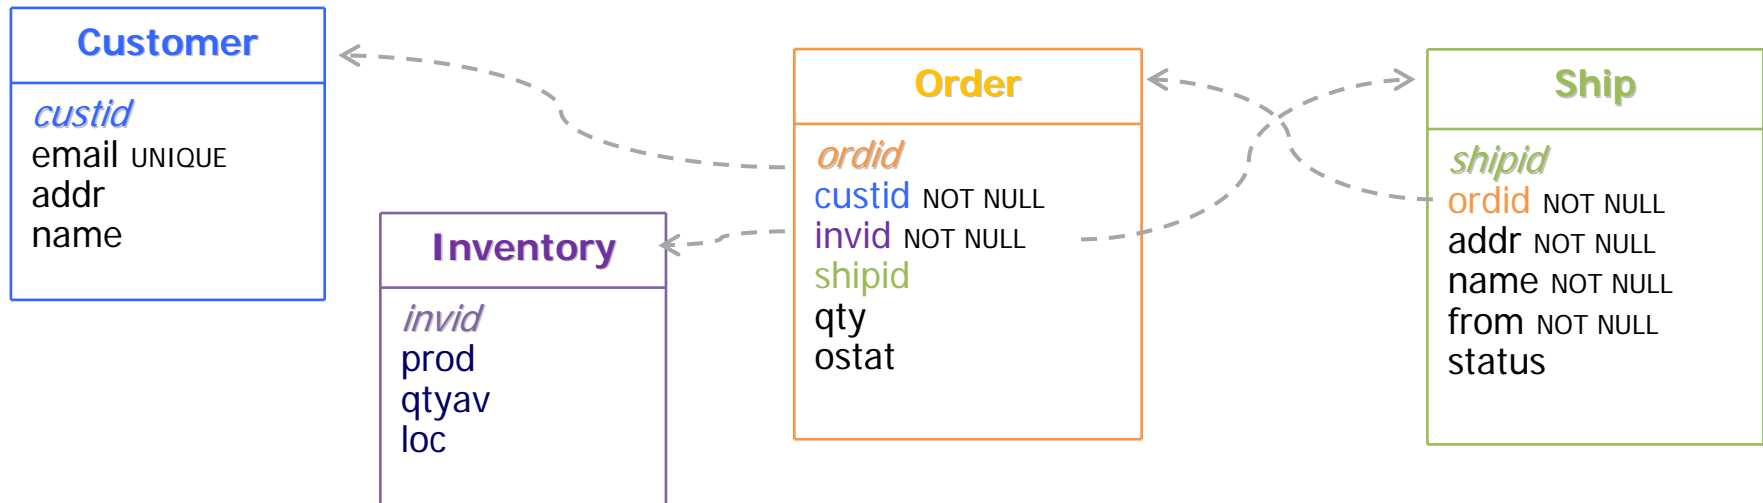 Customer
custid
email UNIQUE
addr
name
Inventory
invid
prod
qtyav
loc
Order
ordid
custid NOT NULL
invid NOT NULL
shipid
qty
ostat
Ship
shipid
ordid NOT NULL
addr NOT NULL
name NOT NULL
from NOT NULL
status